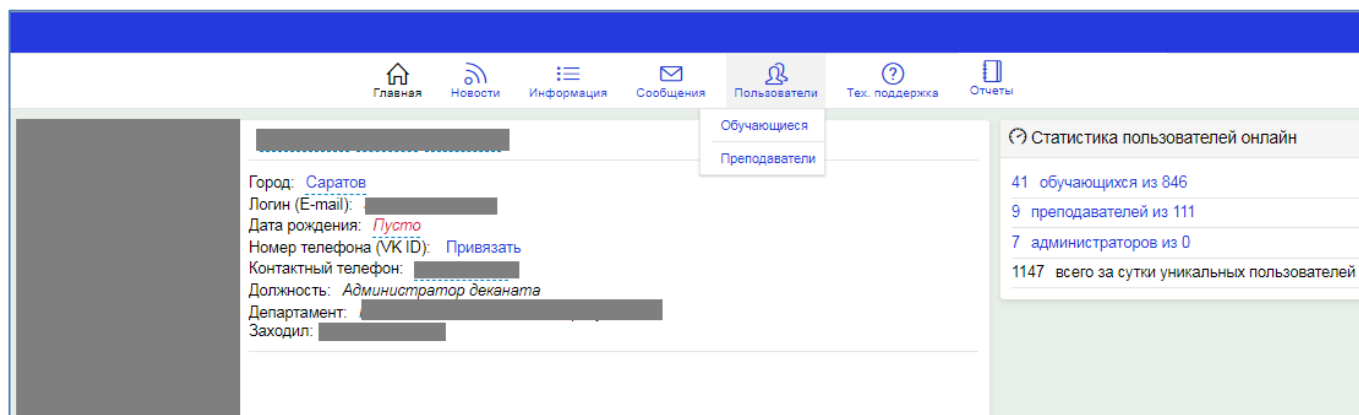 Главная Новости Информация Сообщения Пользователи Тех. поддержка Отчеты
Обучающиеся
Преподаватели
Город: Саратов
Логин (E-mail):
Дата рождения: Пусто
Номер телефона (VK ID): Привязать
Контактный телефон:
Должность: Администратор деканата
Департамент:
Заходил:
Статистика пользователей онлайн
41 обучающихся из 846
9 преподавателей из 111
7 администраторов из 0
1147 всего за сутки уникальных пользователей